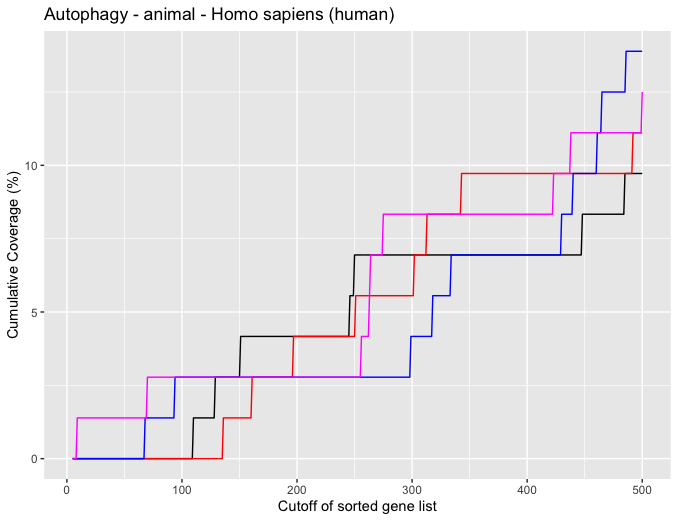 Autophagy - animal - Homo sapiens (human)
Cumulative Coverage (%)
10
5
0
0 100 200 300 400 500
Cutoff of sorted gene list